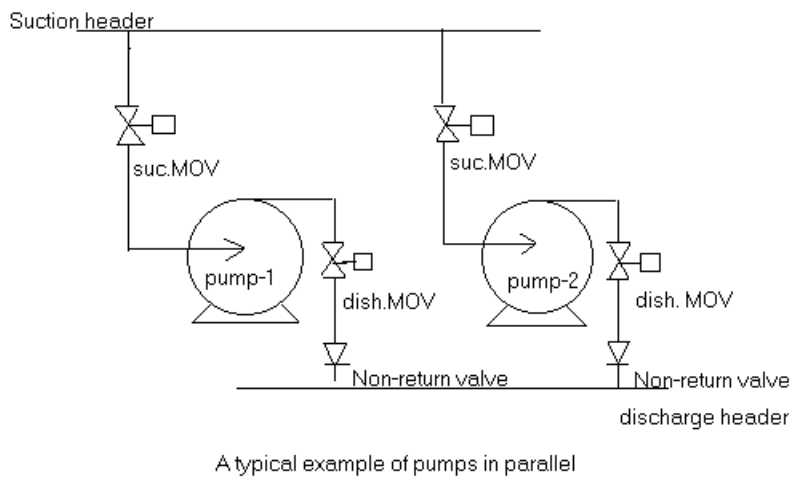 Suction header
suc.MOV
suc.MOV
pump-1
pump-2
dish.MOV
dish. MOV
Non-return valve
Non-return valve
discharge header
A typical example of pumps in parallel